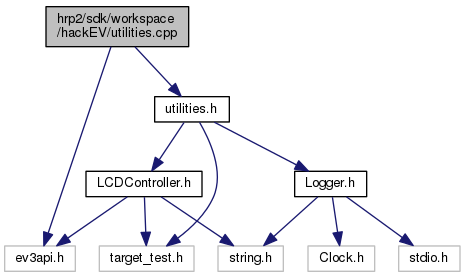 hrp2/sdk/workspace
/hackEV/utilities.cpp
utilities.h
LCDController.h
Logger.h
ev3api.h
target_test.h
string.h
Clock.h
stdio.h